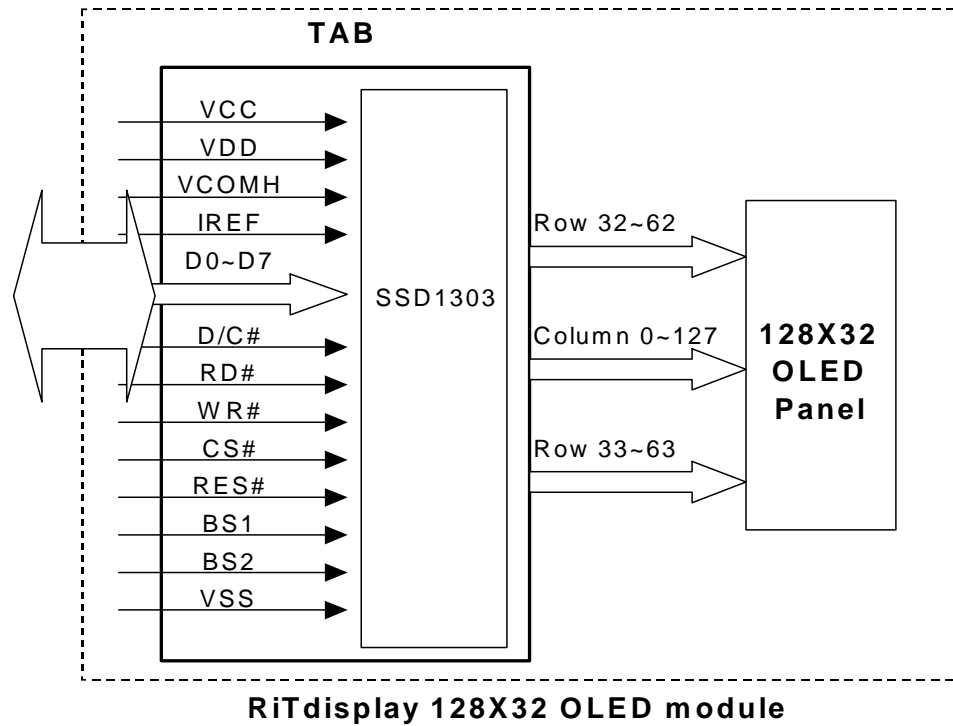 TAB
VCC
VDD
VCOMH
IREF
D0~D7
D/C#
RD#
WR#
CS#
RES#
BS1
BS2
VSS
SSD1303
Row 32~62
Column 0~127
Row 33~63
128X32
OLED
Panel
RiTdisplay 128X32 OLED module